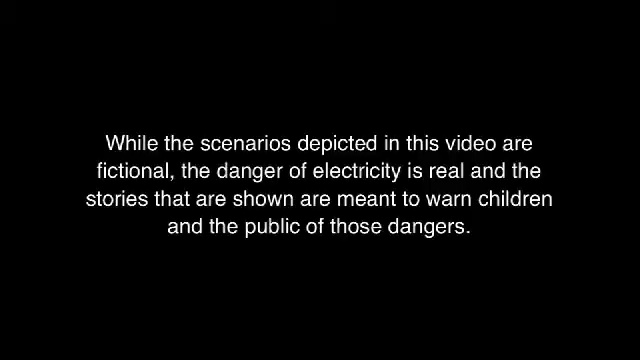 While the scenarios depicted in this video are
fictional, the danger of electricity is real and the
stories that are shown are meant to warn children
and the public of those dangers.